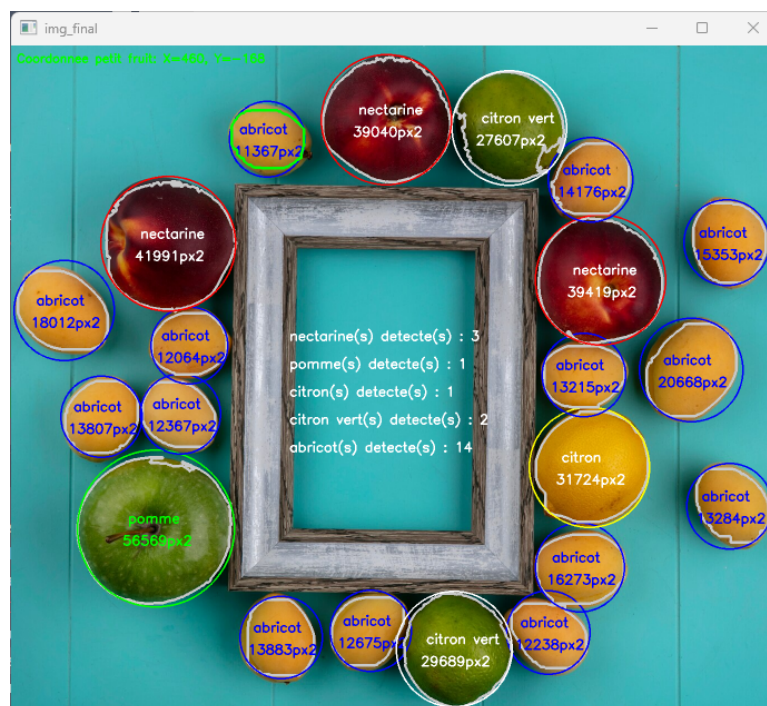 img_final
Coordonnee petit fruit X=460,
nectarine
39040px2
citron vert
27607px2
abricot
11367px2
abricot
14176px2
abricot
15353px2
nectarine
41991px2
nectarine
39419px2
abricot
18012px2
abricot
12064px2
nectarine(s) detecte(s) : 3
pomme(s) detecte(s) : 1
citron(s) detecte(s) : 1
citron vert(s) detecte(s) : 2
abricot(s) detecte(s) : 14
abricot
13215px2
abricot
20668px2
abricot
13807px2
abricot
12367px2
citron
31724px2
abricot
13284px2
pomme
56569px2
abricot
16273px2
abricot
13883px2
abricot
12675px2
citron vert
29689px2
abricot
12238px2